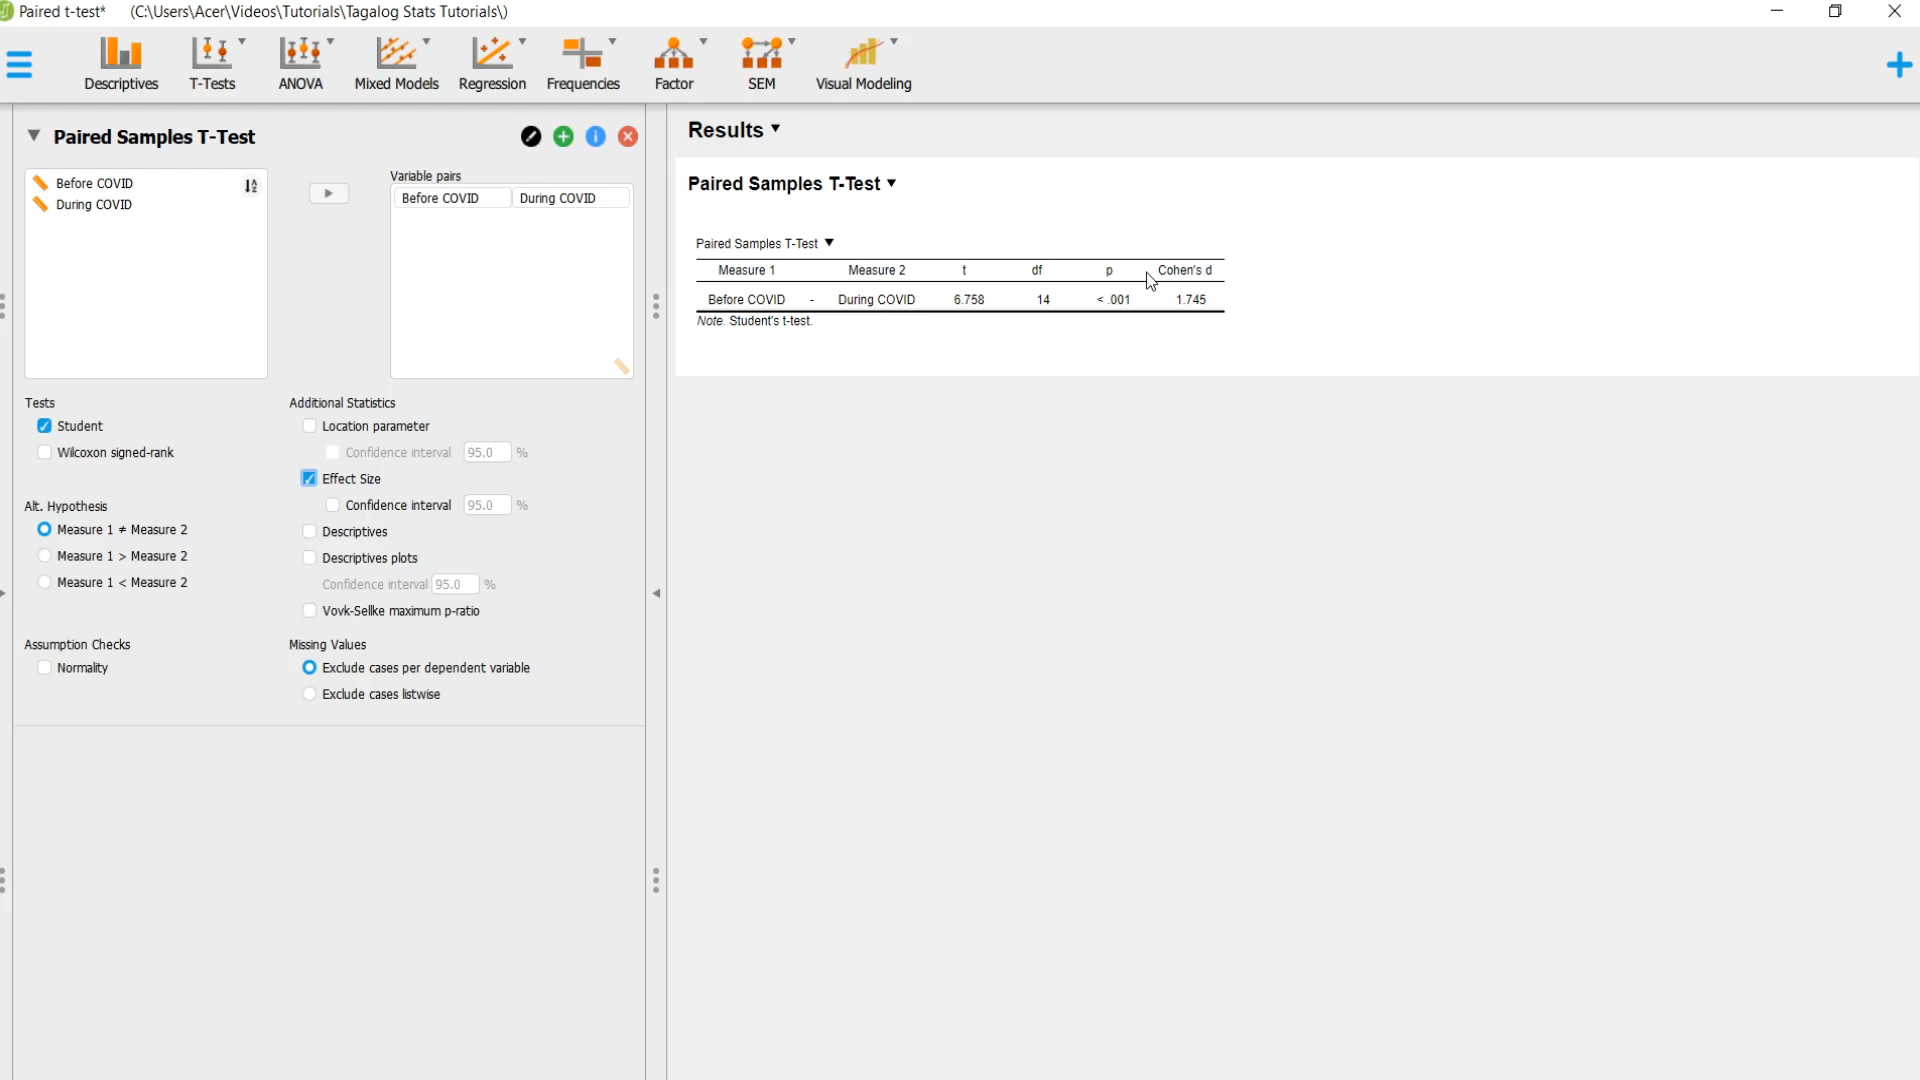 Paired t-test* (C:\Users\Acer\Videos\Tutorials\Tagalog Stats Tutorials\)
Descriptives T-Tests ANOVA Mixed Models Regression Frequencies Factor SEM Visual Modeling
Paired Samples T-Test
Before COVID
During COVID
Variable pairs
Before COVID During COVID
Tests
Student
Wilcoxon signed-rank
Alt. Hypothesis
Measure 1 ≠ Measure 2
Measure 1 > Measure 2
Measure 1 < Measure 2
Assumption Checks
Normality
Additional Statistics
Location parameter
Confidence interval 95.0 %
Effect Size
Confidence interval 95.0 %
Descriptives
Descriptives plots
Confidence interval 95.0 %
Vovk-Sellke maximum p-ratio
Missing Values
Exclude cases per dependent variable
Exclude cases listwise
Results
Paired Samples T-Test
Paired Samples T-Test
Measure 1 Measure 2 t df p Cohen's d
Before COVID - During COVID 6.758 14 < .001 1.745
Note. Student's t-test.